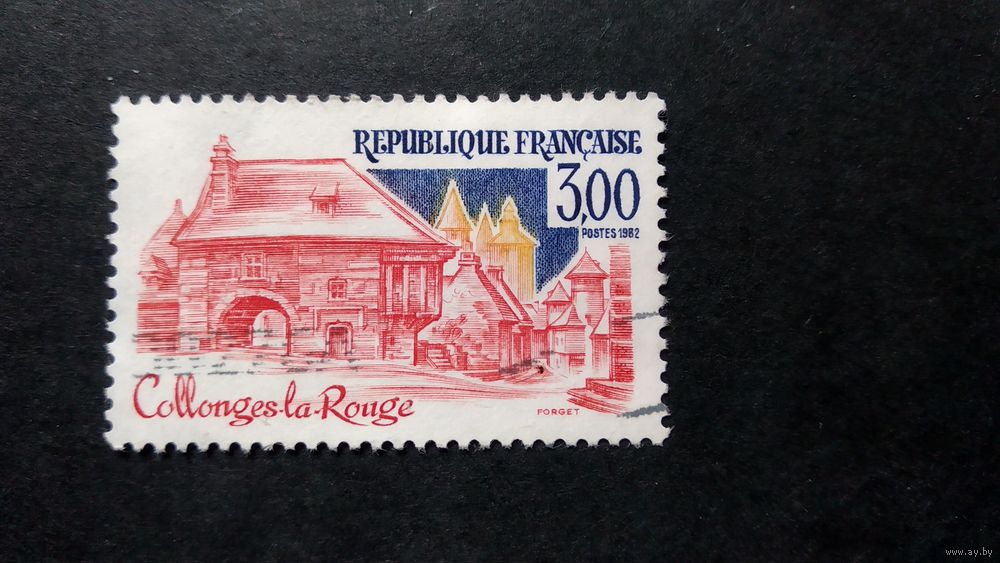 REPUBLIQUE FRANÇAISE
3,00
POSTES 1982
Collonges-la-Rouge
FORGET
www.ay.by